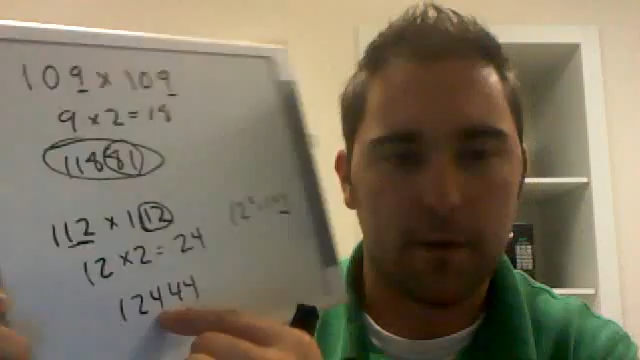 109 x 109
9 x 2 = 18
11881
112 x 112
12 x 2 = 24
12444